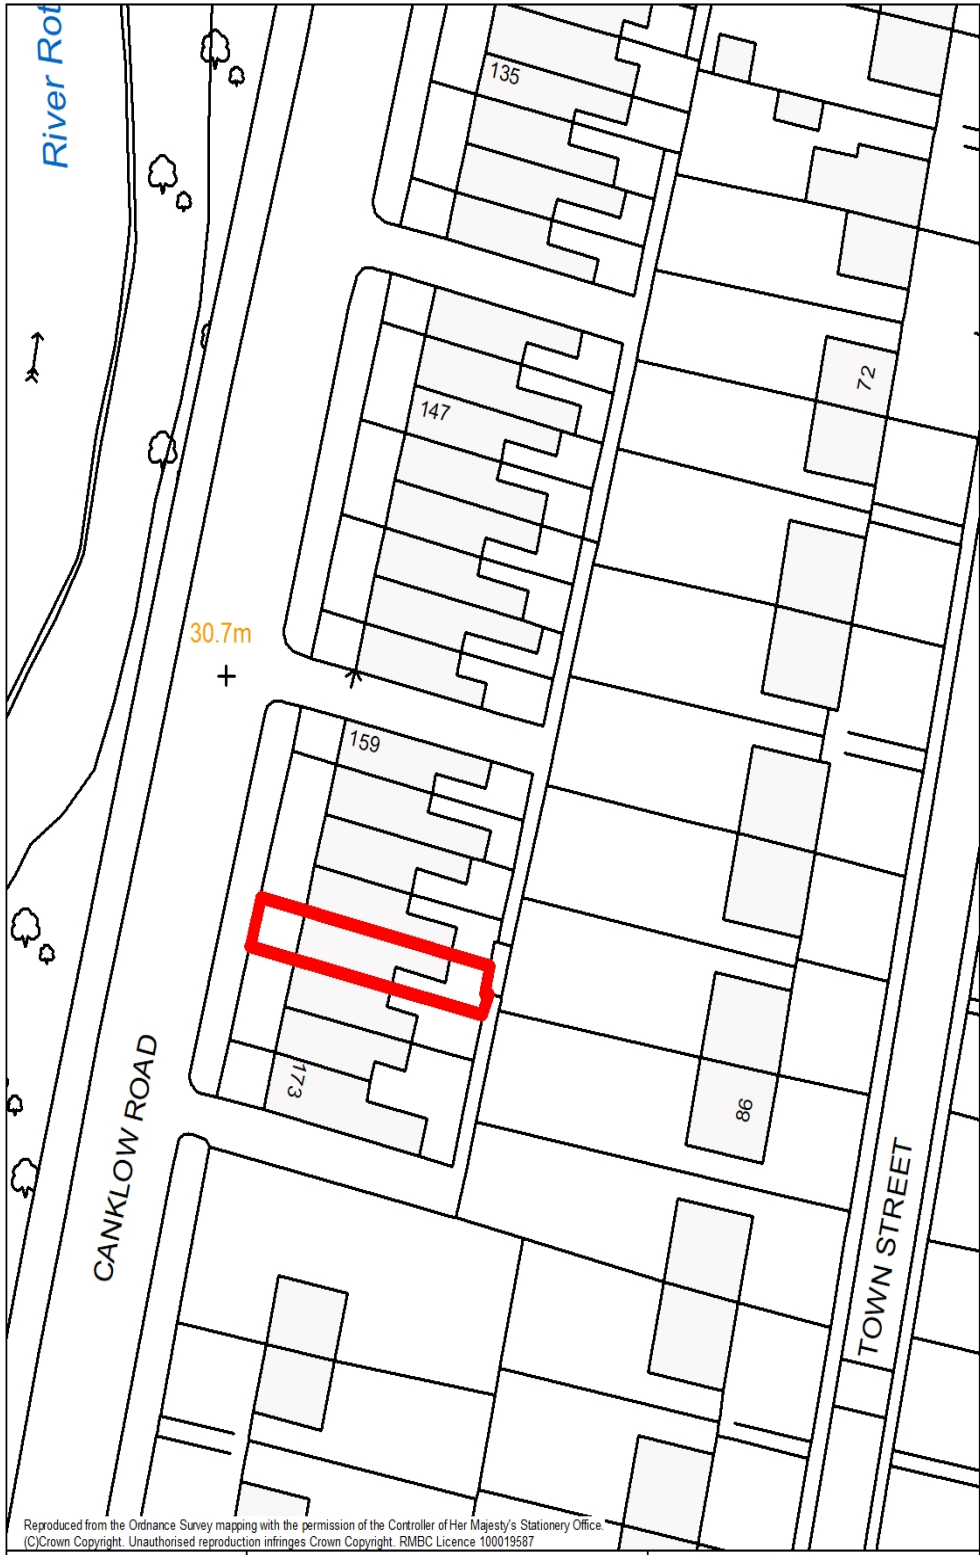 River Rot
135
72
147
30.7m
159
173
98
CANKLOW ROAD
TOWN STREET
Reproduced from the Ordnance Survey mapping with the permission of the Controller of Her Majesty's Stationery Office.
(C)Crown Copyright. Unauthorised reproduction infringes Crown Copyright. RMBC Licence 100019587